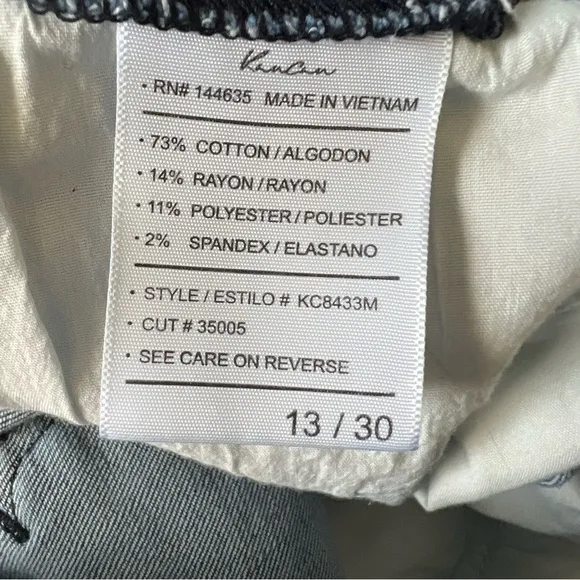 KanCan
· RN# 144635 MADE IN VIETNAM
· 73% COTTON / ALGODON
· 14% RAYON / RAYON
· 11% POLYESTER / POLIESTER
· 2% SPANDEX / ELASTANO
· STYLE / ESTILO # KC8433M
· CUT # 35005
· SEE CARE ON REVERSE
13 / 30